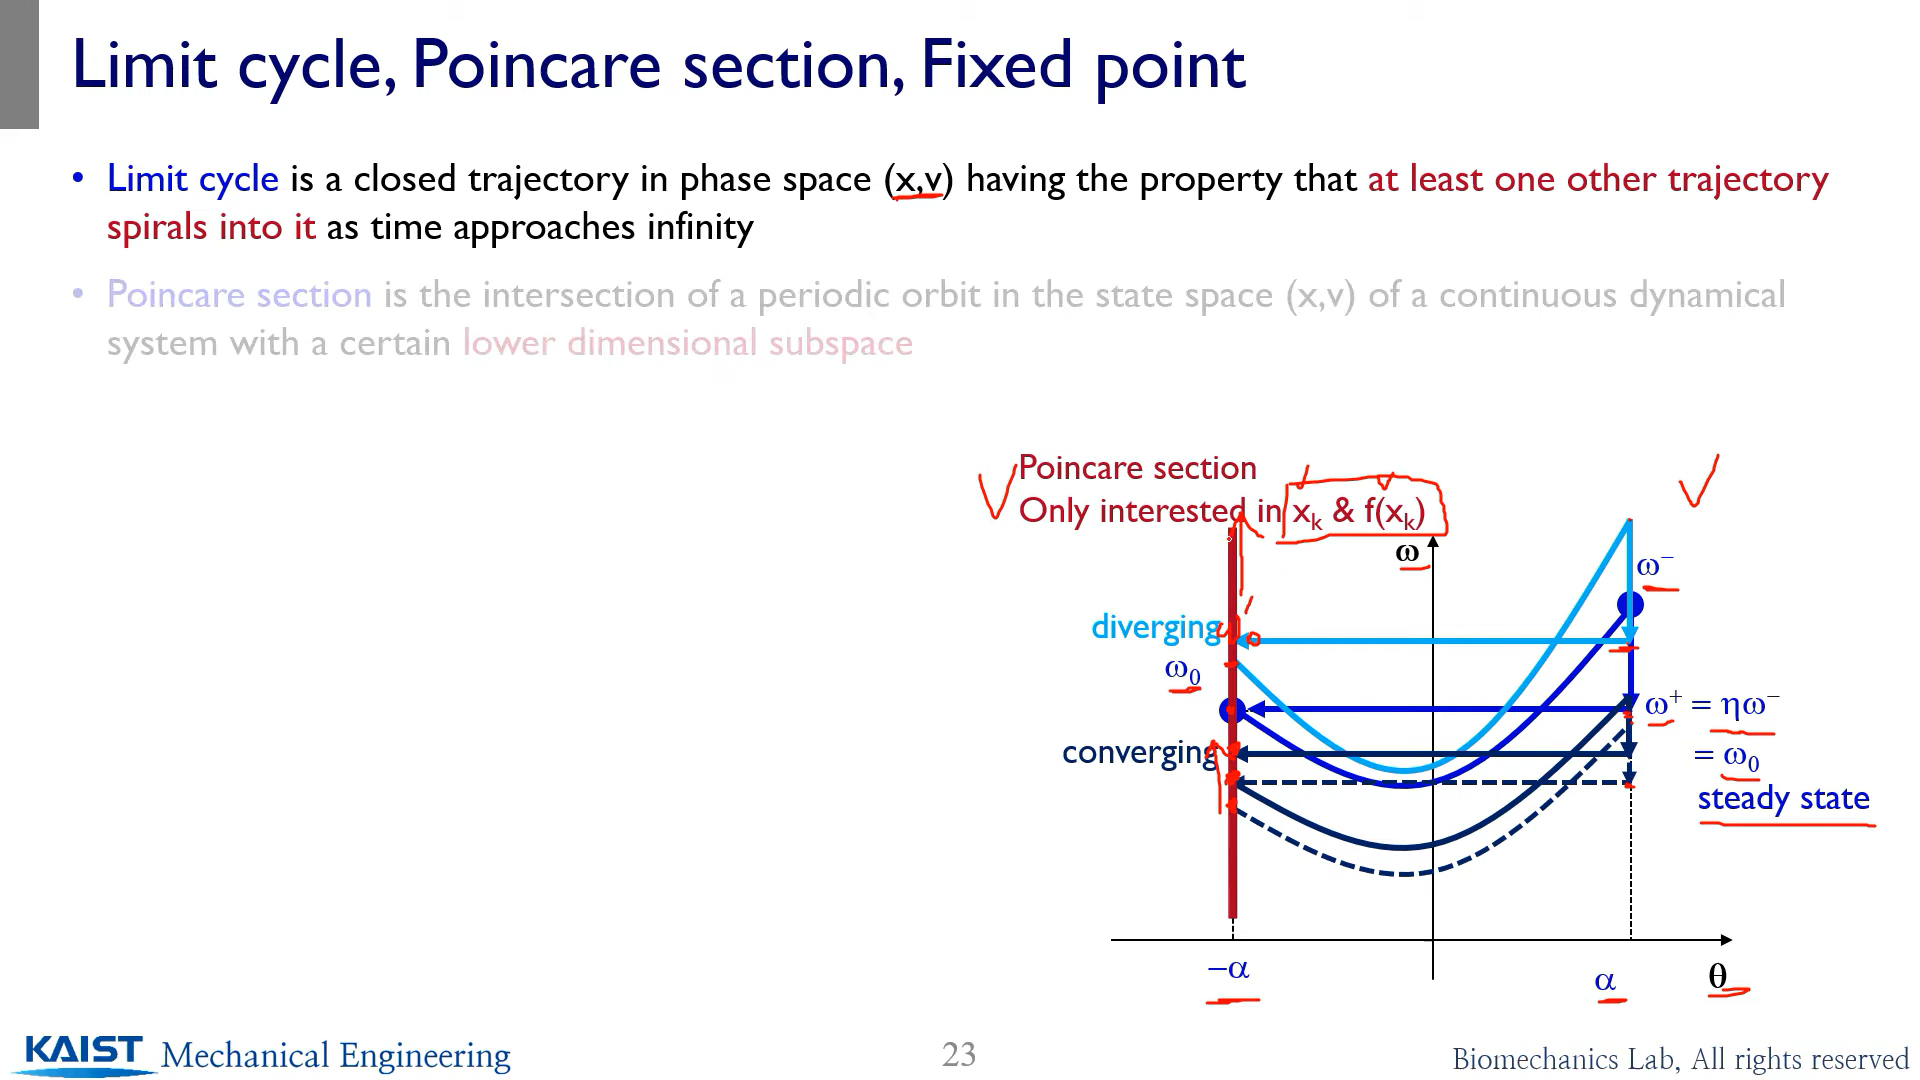 Limit cycle, Poincare section, Fixed point
• Limit cycle is a closed trajectory in phase space (x,v) having the property that at least one other trajectory
spirals into it as time approaches infinity
• Poincare section is the intersection of a periodic orbit in the state space (x,v) of a continuous dynamical
system with a certain lower dimensional subspace
Poincare section
Only interested in xₖ & f(xₖ)
ω
ω⁻
diverging
ω₀
ω⁺ = ηω⁻
converging
= ω₀
steady state
−α
α
θ
KAIST Mechanical Engineering
23
Biomechanics Lab, All rights reserved